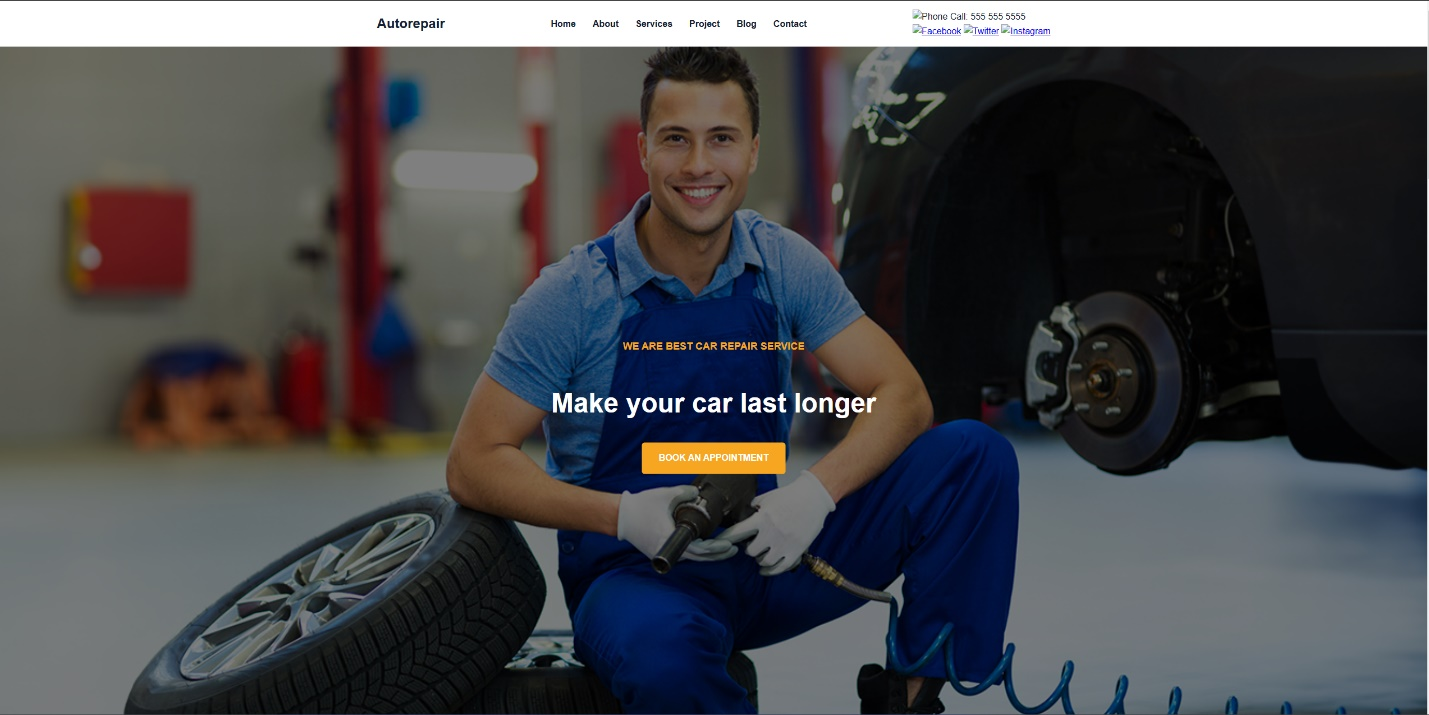 Autorepair
Home About Services Project Blog Contact
Phone Call: 555 555 5555
Facebook Twitter Instagram
WE ARE BEST CAR REPAIR SERVICE
Make your car last longer
BOOK AN APPOINTMENT